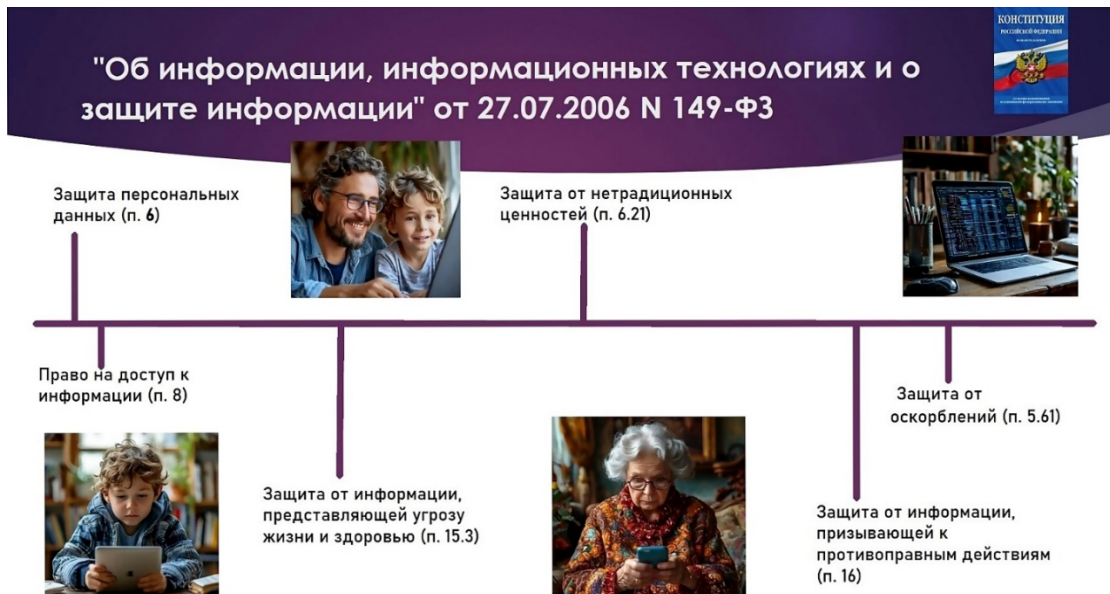 КОНСТИТУЦИЯ
РОССИЙСКОЙ ФЕДЕРАЦИИ
"Об информации, информационных технологиях и о
защите информации" от 27.07.2006 N 149-ФЗ
Защита персональных
данных (п. 6)
Защита от нетрадиционных
ценностей (п. 6.21)
Право на доступ к
информации (п. 8)
Защита от
оскорблений (п. 5.61)
Защита от информации,
представляющей угрозу
жизни и здоровью (п. 15.3)
Защита от информации,
призывающей к
противоправным действиям
(п. 16)